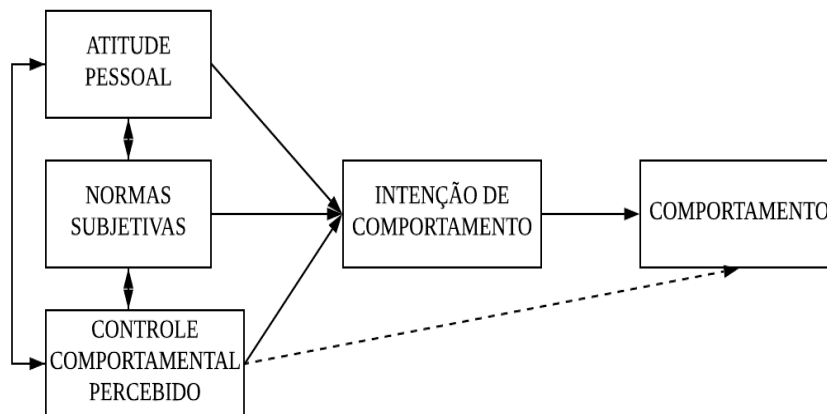 ATITUDE
PESSOAL
NORMAS
SUBJETIVAS
INTENÇÃO DE
COMPORTAMENTO
COMPORTAMENTO
CONTROLE
COMPORTAMENTAL
PERCEBIDO